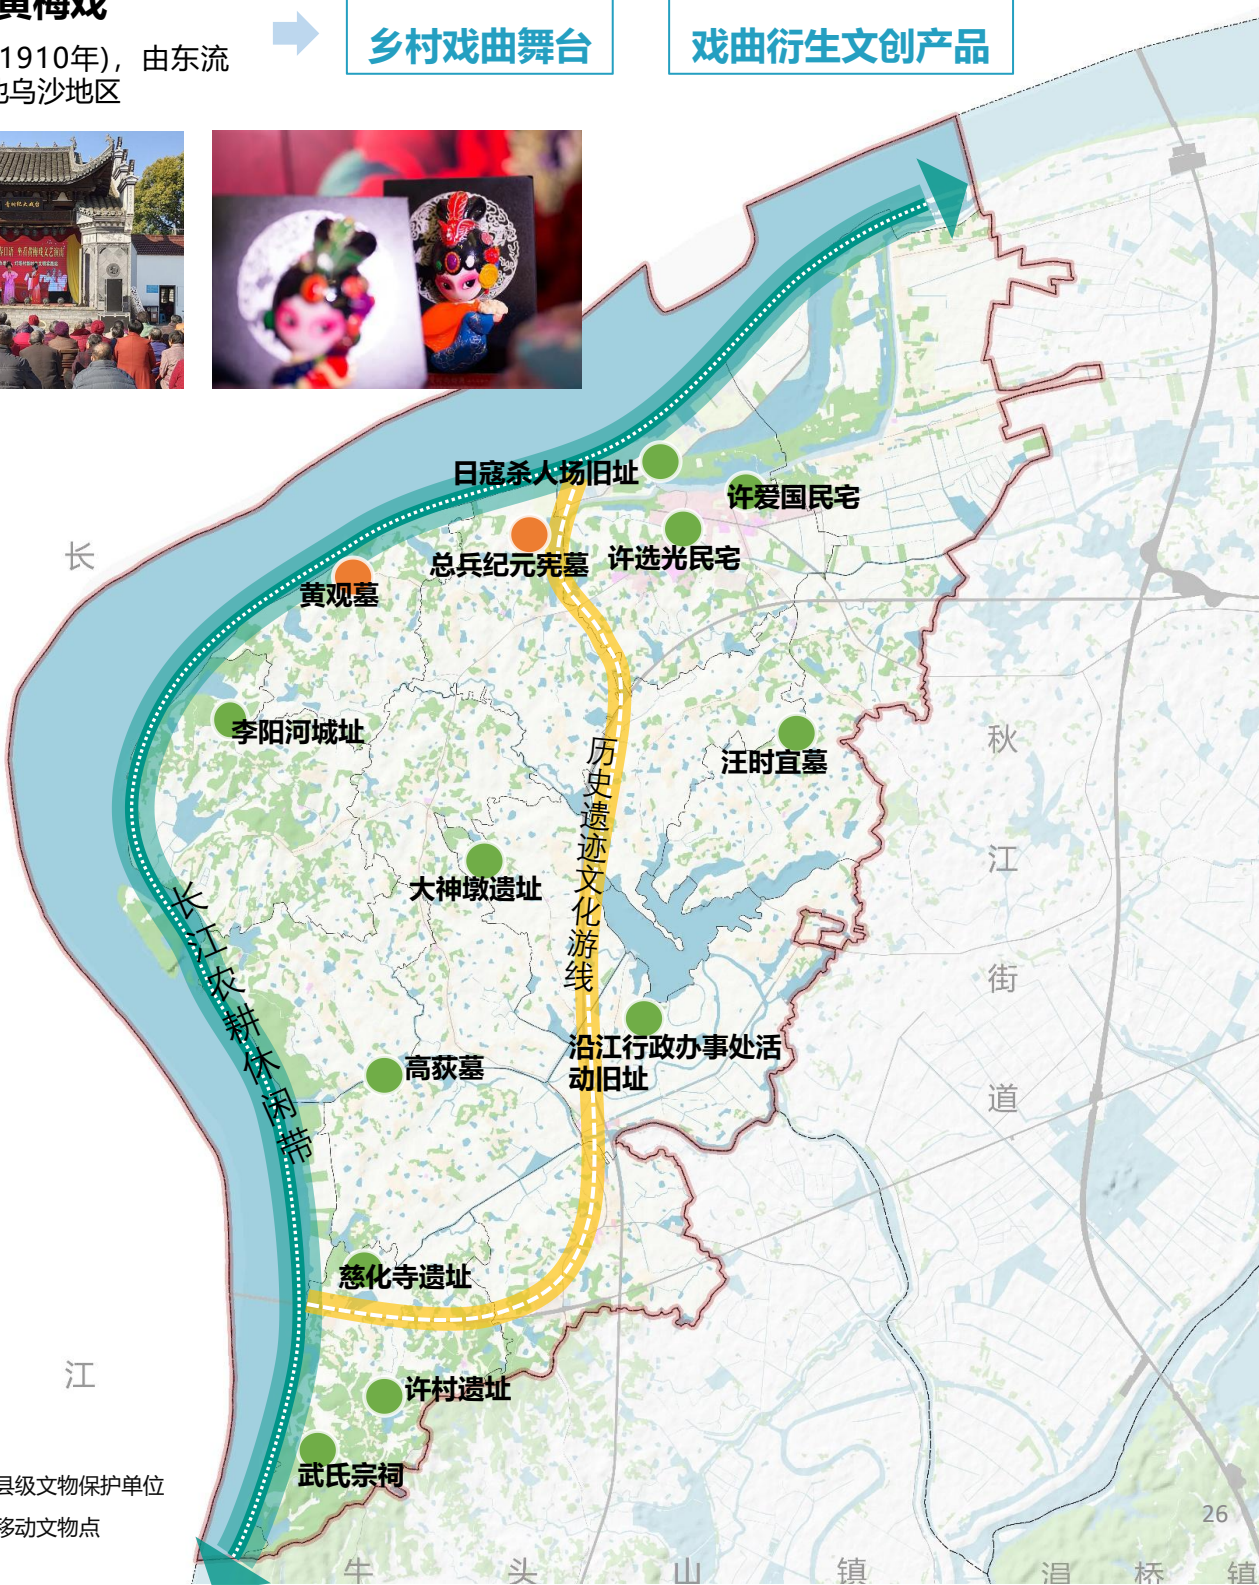 黄梅戏
1910年），由东流
乌沙地区
乡村戏曲舞台
戏曲衍生文创产品
日寇杀人场旧址
许爱国民宅
总兵纪元宪墓
许选光民宅
黄观墓
长
李阳河城址
汪时宜墓
秋
江
街
道
历史遗迹文化游线
大神墩遗址
长江农耕休闲带
沿江行政办事处活
动旧址
高荻墓
慈化寺遗址
江
许村遗址
武氏宗祠
县级文物保护单位
移动文物点
26
牛头山镇
涓桥镇